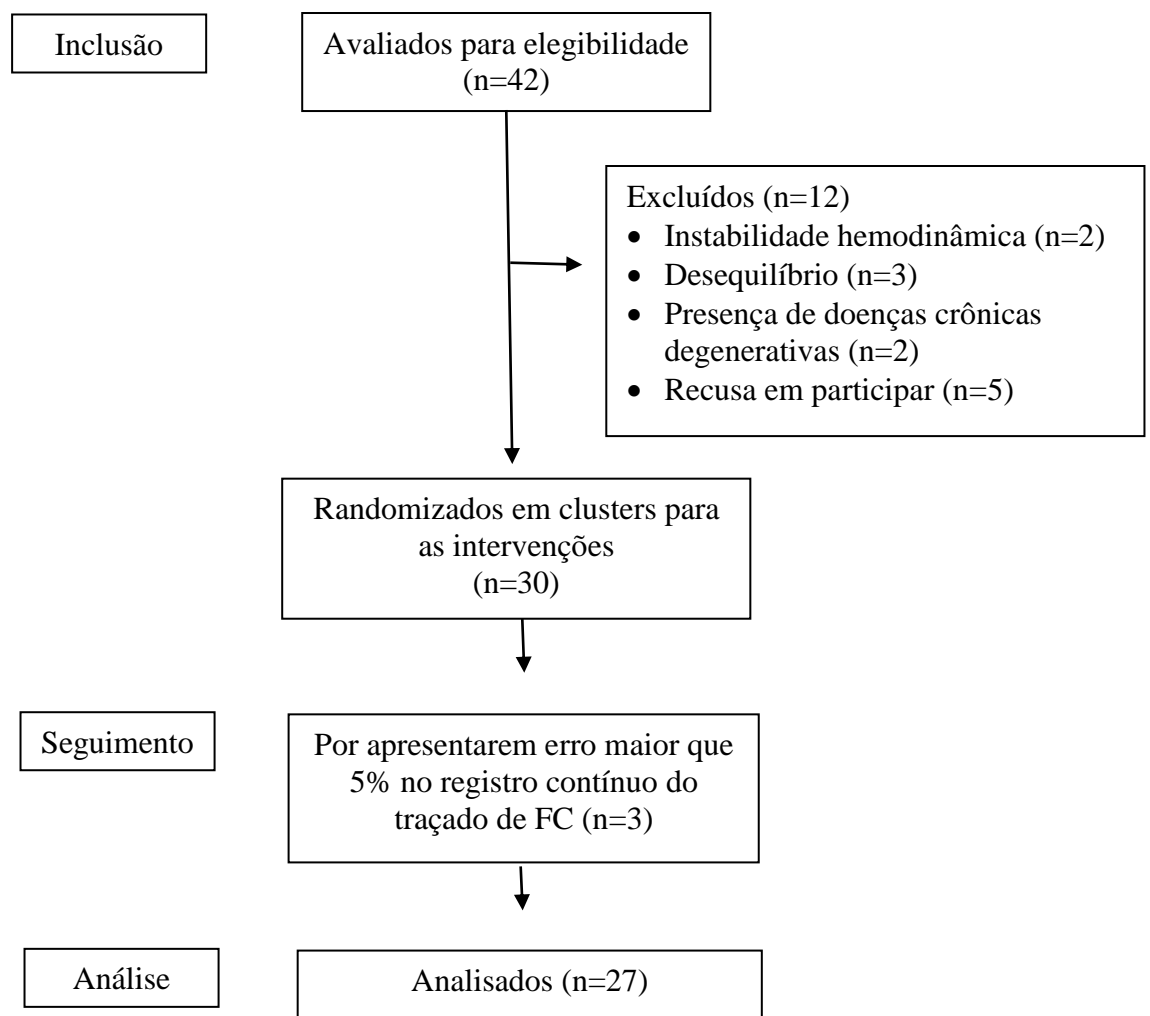 Inclusão
Avaliados para elegibilidade
(n=42)
Excluídos (n=12)
• Instabilidade hemodinâmica (n=2)
• Desequilíbrio (n=3)
• Presença de doenças crônicas
degenerativas (n=2)
• Recusa em participar (n=5)
Randomizados em clusters para
as intervenções
(n=30)
Seguimento
Por apresentarem erro maior que
5% no registro contínuo do
traçado de FC (n=3)
Análise
Analisados (n=27)